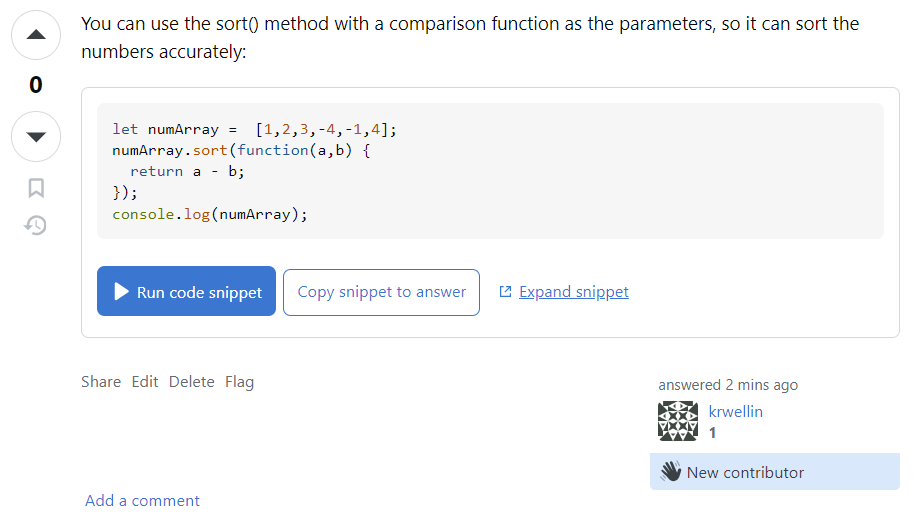 You can use the sort() method with a comparison function as the parameters, so it can sort the
numbers accurately:
0
let numArray =  [1,2,3,-4,-1,4];
numArray.sort(function(a,b) {
  return a - b;
});
console.log(numArray);
Run code snippet
Copy snippet to answer
Expand snippet
Share Edit Delete Flag
answered 2 mins ago
krwellin
1
New contributor
Add a comment